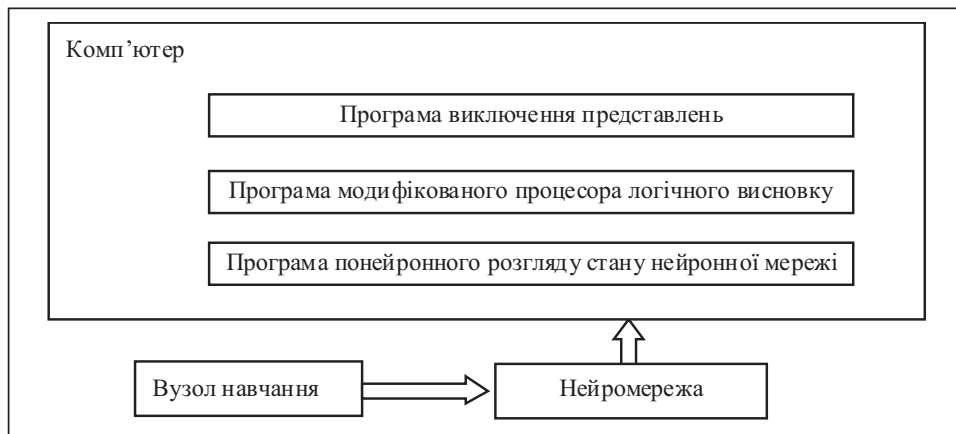 Комп’ютер
Програма виключення представлень
Програма модифікованого процесора логічного висновку
Програма понейронного розгляду стану нейронної мережі
Вузол навчання
Нейромережа